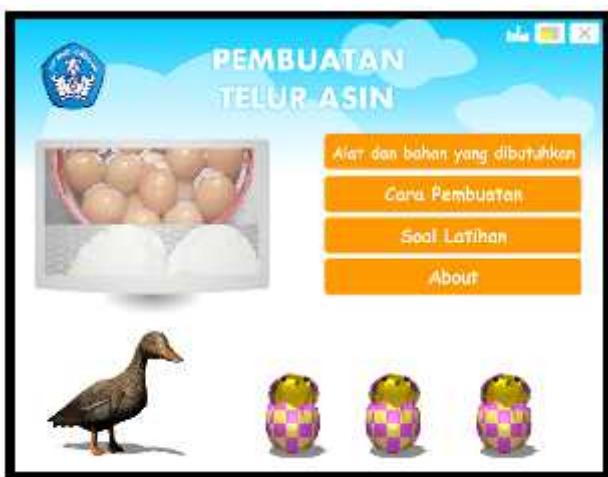 PEMBUATAN
TELUR ASIN
Alat dan bahan yang dibutuhkan
Cara Pembuatan
Soal Latihan
About